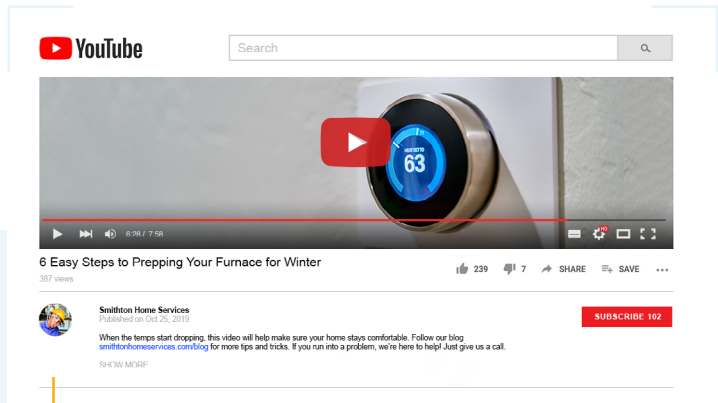 YouTube
Search
HEAT SET TO
63
6:28 / 7:58
HD
6 Easy Steps to Prepping Your Furnace for Winter
387 views
239
7
SHARE
SAVE
Smithton Home Services
Published on Oct 25, 2019
SUBSCRIBE 102
When the temps start dropping, this video will help make sure your home stays comfortable. Follow our blog
smithtonhomeservices.com/blog for more tips and tricks. If you run into a problem, we're here to help! Just give us a call.
SHOW MORE